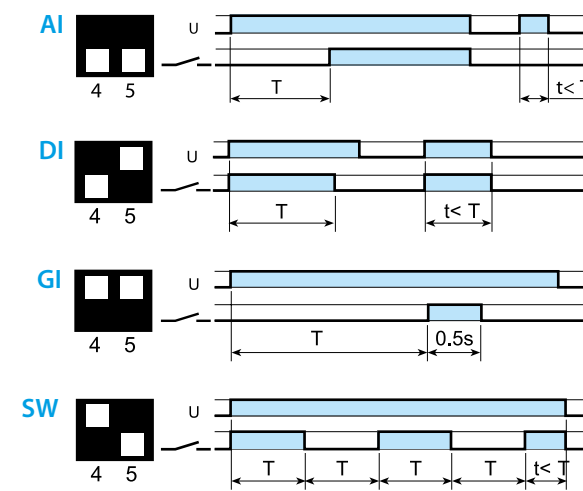 AI U
T t< T
4 5
DI U
T t< T
4 5
GI U
T 0.5s
4 5
SW U
T T T T t< T
4 5